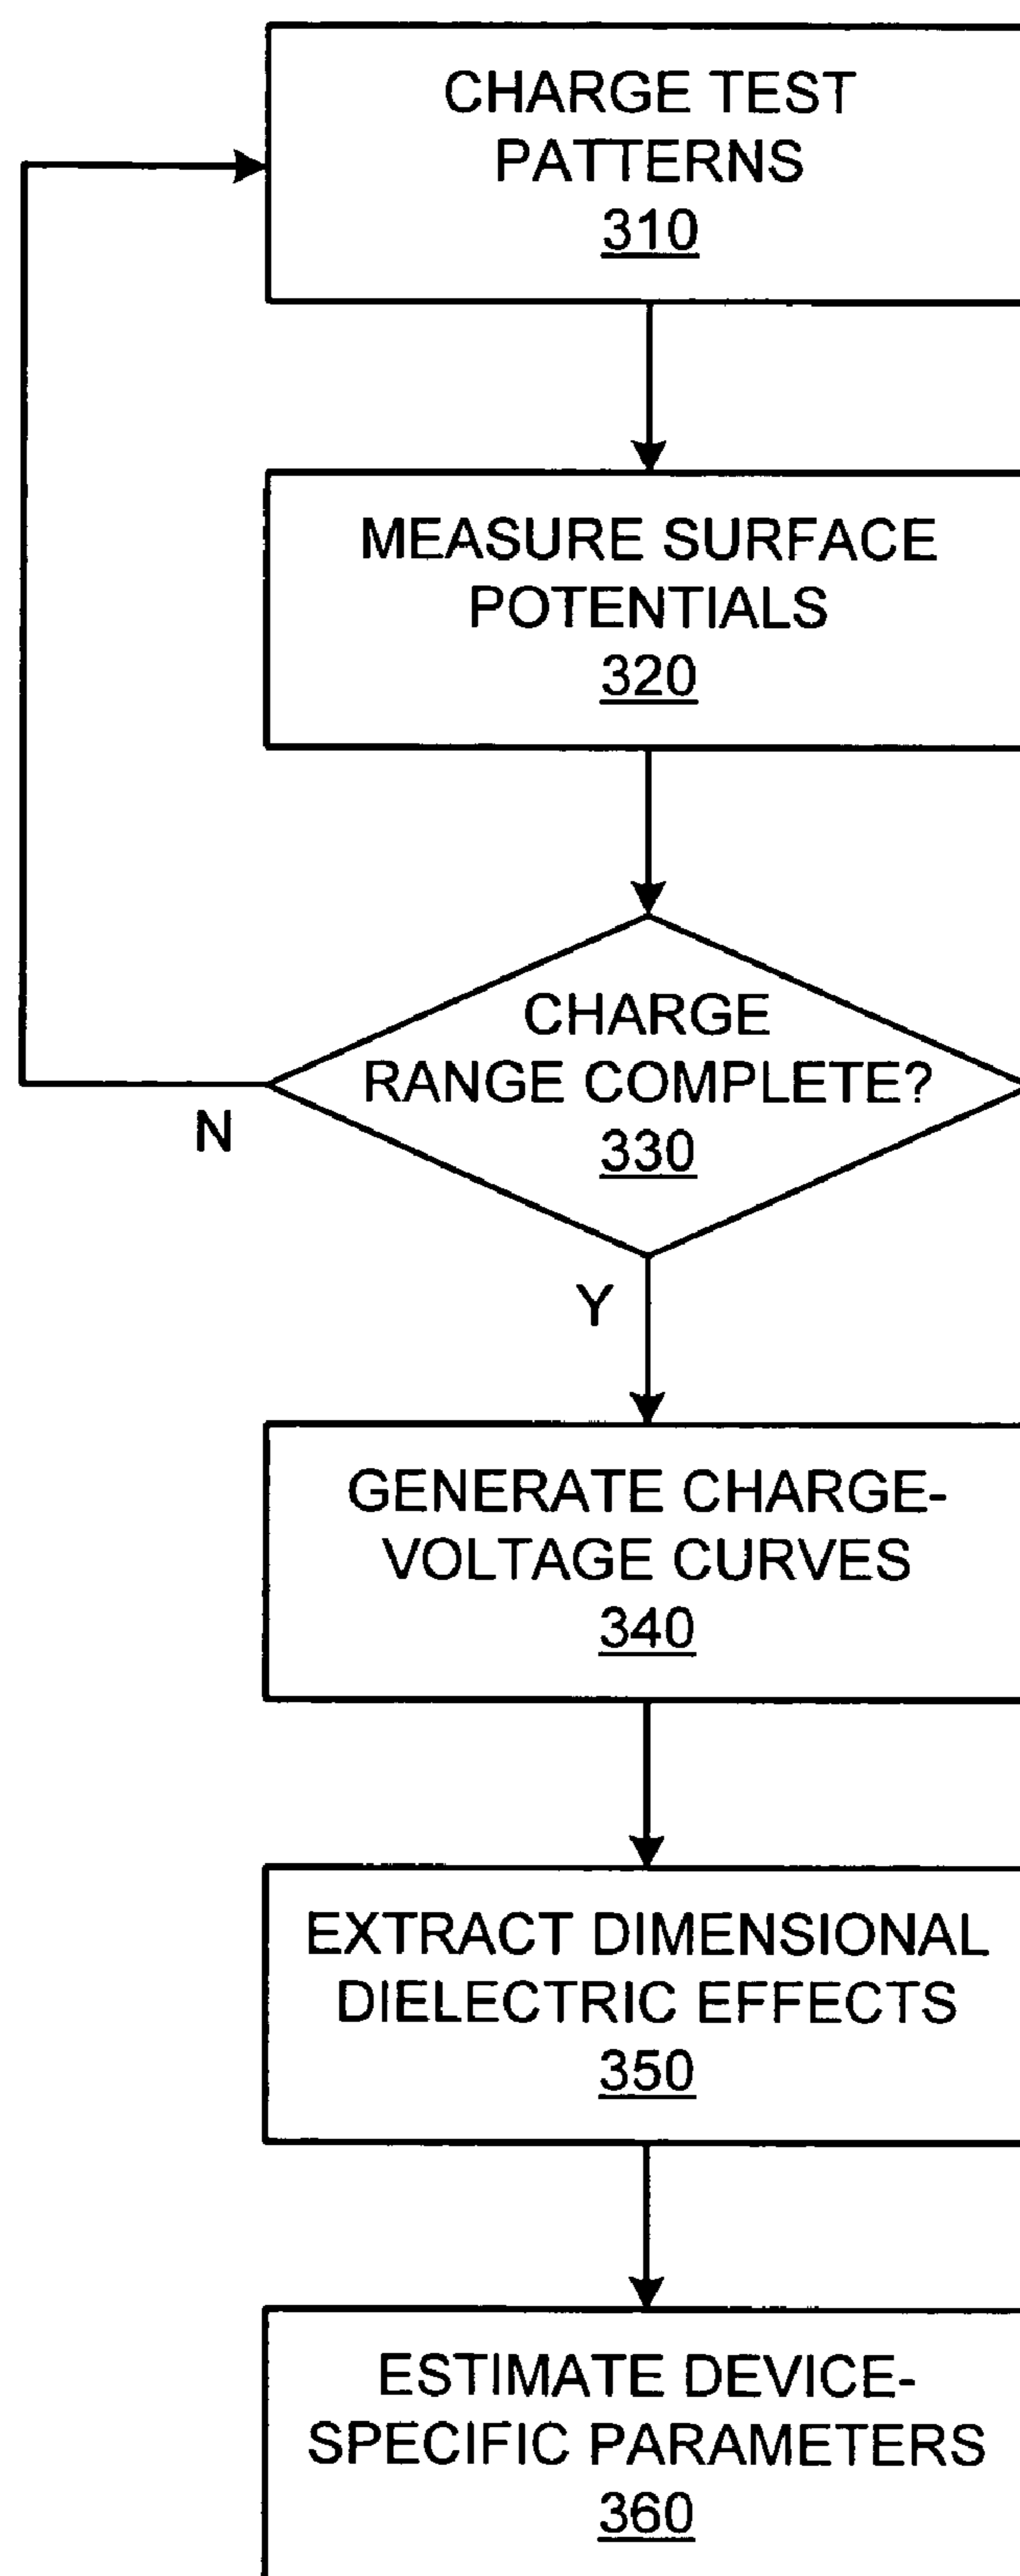 CHARGE TEST
PATTERNS
310
MEASURE SURFACE
POTENTIALS
320
CHARGE
RANGE COMPLETE?
330
N
Y
GENERATE CHARGE-
VOLTAGE CURVES
340
EXTRACT DIMENSIONAL
DIELECTRIC EFFECTS
350
ESTIMATE DEVICE-
SPECIFIC PARAMETERS
360